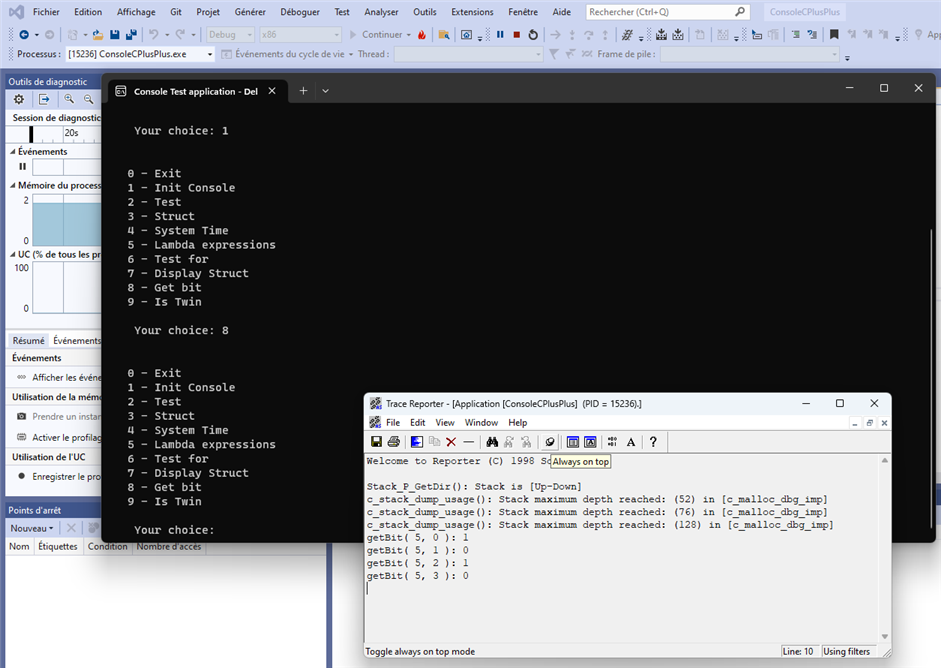 Fichier Edition Affichage Git Projet Générer Déboguer Test Analyser Outils Extensions Fenêtre Aide Rechercher (Ctrl+Q) ConsoleCPlusPlus
Debug x86 Continuer App
Processus : [15236] ConsoleCPlusPlus.exe Événements du cycle de vie Thread : Frame de pile :
Outils de diagnostic
Session de diagnostic
20s
Événements
Mémoire du process
2
0
UC (% de tous les pr
100
0
Résumé Événements
Événements
Afficher les événe
Utilisation de la mémo
Prendre un instan
Activer le profilag
Utilisation de l'UC
Enregistrer le pro
Points d'arrêt
Nouveau
Nom Étiquettes Condition Nombre d'accès
Console Test application - Del
Your choice: 1
0 - Exit
1 - Init Console
2 - Test
3 - Struct
4 - System Time
5 - Lambda expressions
6 - Test for
7 - Display Struct
8 - Get bit
9 - Is Twin
Your choice: 8
0 - Exit
1 - Init Console
2 - Test
3 - Struct
4 - System Time
5 - Lambda expressions
6 - Test for
7 - Display Struct
8 - Get bit
9 - Is Twin
Your choice:
Trace Reporter - [Application [ConsoleCPlusPlus] (PID = 15236).]
File Edit View Window Help
Welcome to Reporter (C) 1998
Always on top
Stack_P_GetDir(): Stack is [Up-Down]
c_stack_dump_usage(): Stack maximum depth reached: (52) in [c_malloc_dbg_imp]
c_stack_dump_usage(): Stack maximum depth reached: (76) in [c_malloc_dbg_imp]
c_stack_dump_usage(): Stack maximum depth reached: (128) in [c_malloc_dbg_imp]
getBit( 5, 0 ): 1
getBit( 5, 1 ): 0
getBit( 5, 2 ): 1
getBit( 5, 3 ): 0
Toggle always on top mode Line: 10 Using filters